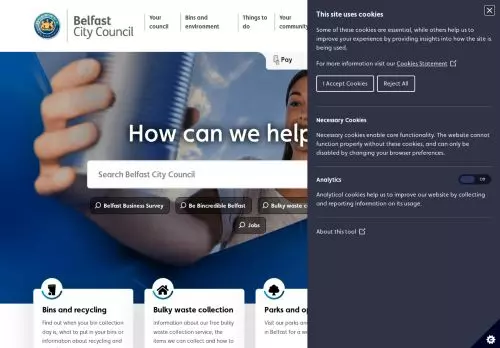 Belfast
City Council
Your
council
Bins and
environment
Things to
do
Your
community
Pay
How can we help
Search Belfast City Council
Belfast Business Survey
Be Bincredible Belfast
Bulky waste co
Jobs
Bins and recycling
Find out when your bin collection
day is, what to put in your bins or
information about recycling and
Bulky waste collection
Information about our free bulky
waste collection service, the
items we can collect and how to
Parks and op
Visit our parks an
in Belfast for a w
This site uses cookies
Some of these cookies are essential, while others help us to
improve your experience by providing insights into how the site is
being used.
For more information visit our Cookies Statement
I Accept Cookies
Reject All
Necessary Cookies
Necessary cookies enable core functionality. The website cannot
function properly without these cookies, and can only be
disabled by changing your browser preferences.
Analytics
Off
Analytical cookies help us to improve our website by collecting
and reporting information on its usage.
About this tool